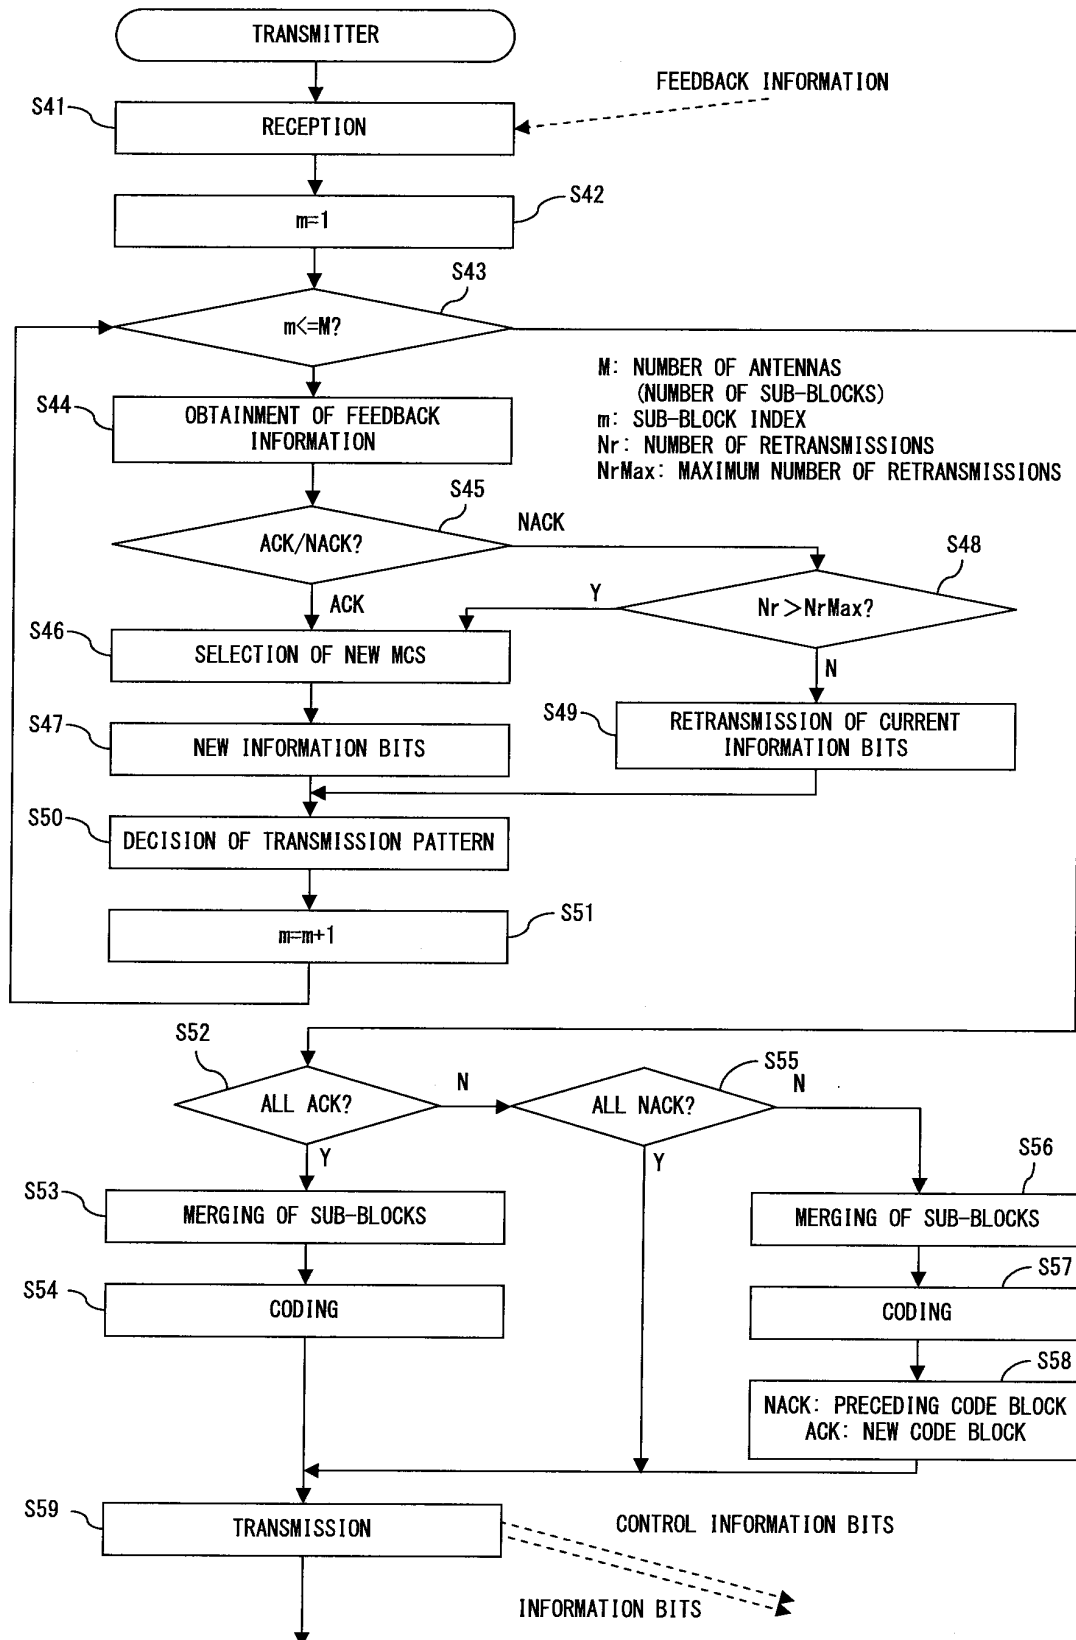 TRANSMITTER
FEEDBACK INFORMATION
S41
RECEPTION
S42
m=1
S43
m<=M?
M: NUMBER OF ANTENNAS
(NUMBER OF SUB-BLOCKS)
m: SUB-BLOCK INDEX
Nr: NUMBER OF RETRANSMISSIONS
NrMax: MAXIMUM NUMBER OF RETRANSMISSIONS
S44
OBTAINMENT OF FEEDBACK
INFORMATION
S45
ACK/NACK?
NACK
S48
Nr>NrMax?
Y
ACK
S46
SELECTION OF NEW MCS
N
S47
NEW INFORMATION BITS
S49
RETRANSMISSION OF CURRENT
INFORMATION BITS
S50
DECISION OF TRANSMISSION PATTERN
S51
m=m+1
S52
ALL ACK?
N
S55
ALL NACK?
N
Y
Y
S53
MERGING OF SUB-BLOCKS
S56
MERGING OF SUB-BLOCKS
S54
CODING
S57
CODING
S58
NACK: PRECEDING CODE BLOCK
ACK: NEW CODE BLOCK
S59
TRANSMISSION
CONTROL INFORMATION BITS
INFORMATION BITS